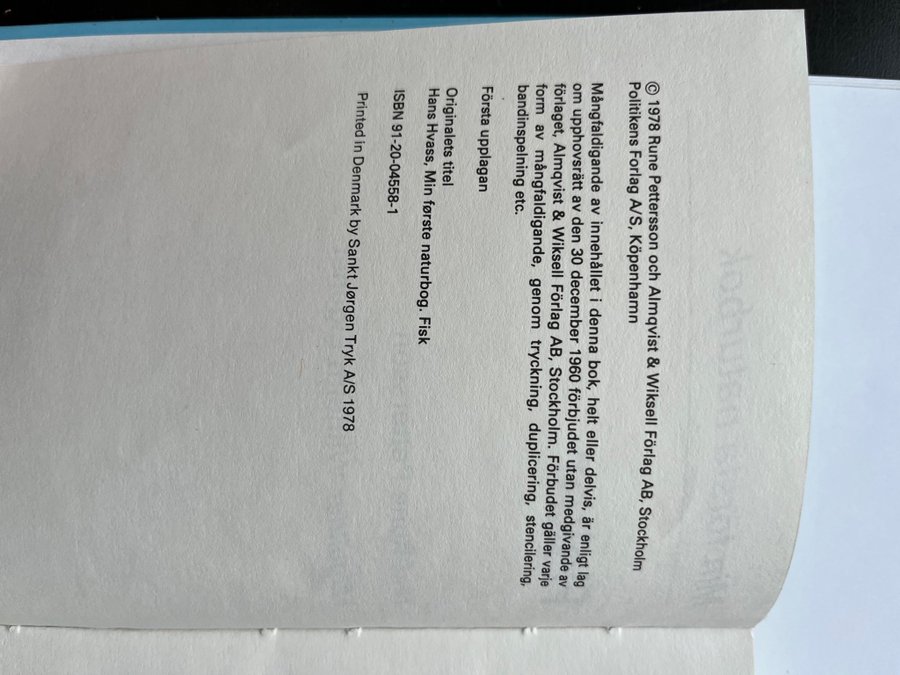 © 1978 Rune Pettersson och Almqvist & Wiksell Förlag AB, Stockholm
Politikens Forlag A/S, Köpenhamn
Mångfaldigande av innehållet i denna bok, helt eller delvis, är enligt lag
om upphovsrätt av den 30 december 1960 förbjudet utan medgivande av
förlaget, Almqvist & Wiksell Förlag AB, Stockholm. Förbudet gäller varje
form av mångfaldigande, genom tryckning, duplicering, stencilering,
bandinspelning etc.
Första upplagan
Originalets titel
Hans Hvass, Min første naturbog. Fisk
ISBN 91-20-04558-1
Printed in Denmark by Sankt Jørgen Tryk A/S 1978